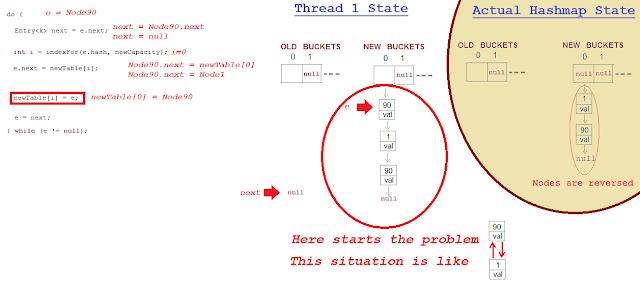 do {
e = Node90
Entry<k> next = e.next;
next = Node90.next
next = null
int i = indexFor(e.hash, newCapacity);
i=0
e.next = newTable[i];
Node90.next = newTable[0]
Node90.next = Node1
newTable[i] = e;
newTable[0] = Node90
e = next;
} while (e != null);
Thread 1 State
OLD BUCKETS
0 1
null
NEW BUCKETS
0 1
null
e
90
val
1
val
90
val
null
next
null
Here starts the problem
This situation is like
90
val
1
val
Actual Hashmap State
OLD BUCKETS
0 1
null
NEW BUCKETS
0 1
null null
1
val
90
val
null
Nodes are reversed